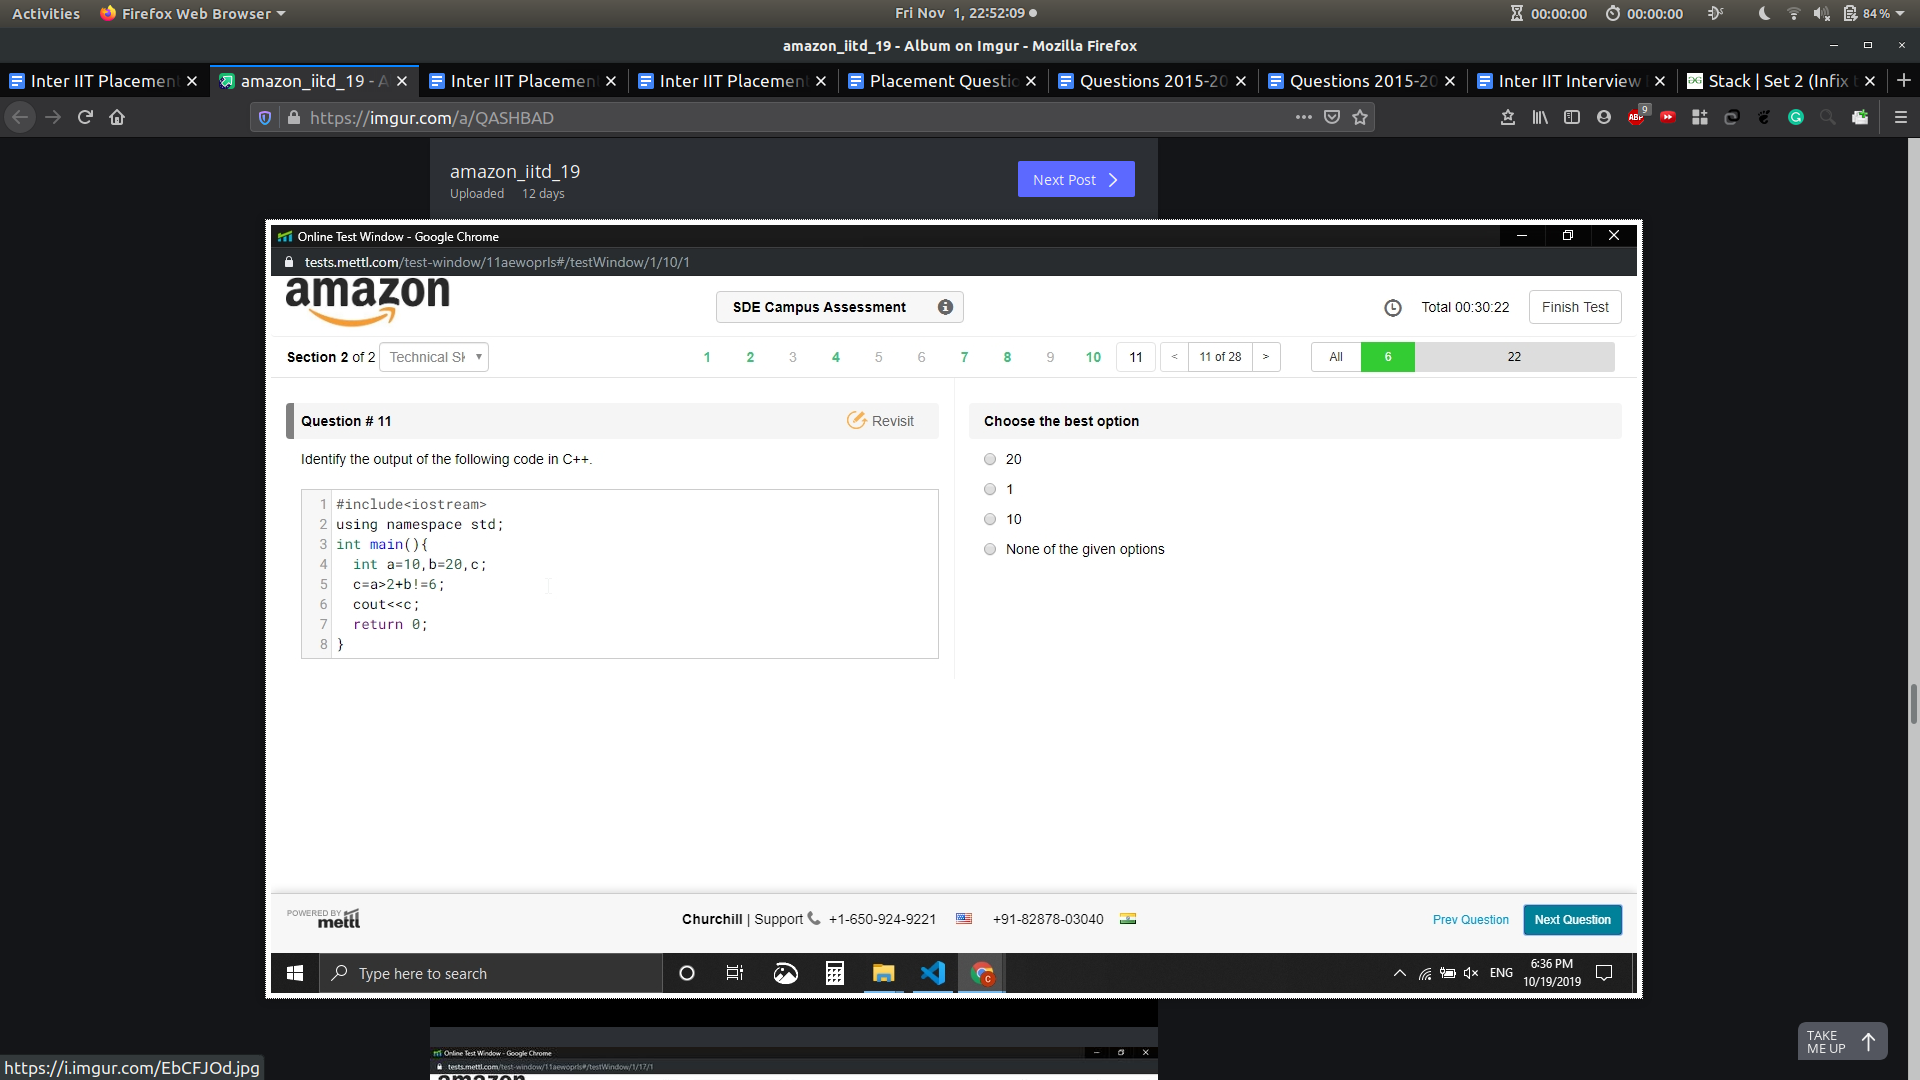 Activities Firefox Web Browser Fri Nov 1, 22:52:09 00:00:00 00:00:00 84%
amazon_iitd_19 - Album on Imgur - Mozilla Firefox
Inter IIT Placement amazon_iitd_19 - A Inter IIT Placement Inter IIT Placement Placement Questio Questions 2015-20 Questions 2015-20 Inter IIT Interview Stack | Set 2 (Infix t
https://imgur.com/a/QASHBAD ABP 9
amazon_iitd_19
Uploaded 12 days
Next Post
Online Test Window - Google Chrome
tests.mettl.com/test-window/11aewoprls#/testWindow/1/10/1
amazon
SDE Campus Assessment
Total 00:30:22 Finish Test
Section 2 of 2 Technical Sk 1 2 3 4 5 6 7 8 9 10 11 < 11 of 28 > All 6 22
Question # 11 Revisit
Identify the output of the following code in C++.
1 #include<iostream>
2 using namespace std;
3 int main(){
4 int a=10,b=20,c;
5 c=a>2+b!=6;
6 cout<<c;
7 return 0;
8 }
Choose the best option
20
1
10
None of the given options
POWERED BY
mettl
Churchill | Support +1-650-924-9221 +91-82878-03040
Prev Question Next Question
Type here to search
ENG 6:36 PM
10/19/2019
TAKE
ME UP
Online Test Window - Google Chrome
tests.mettl.com/test-window/11aewoprls#/testWindow/1/17/1
amazon
https://i.imgur.com/EbCFJOd.jpg